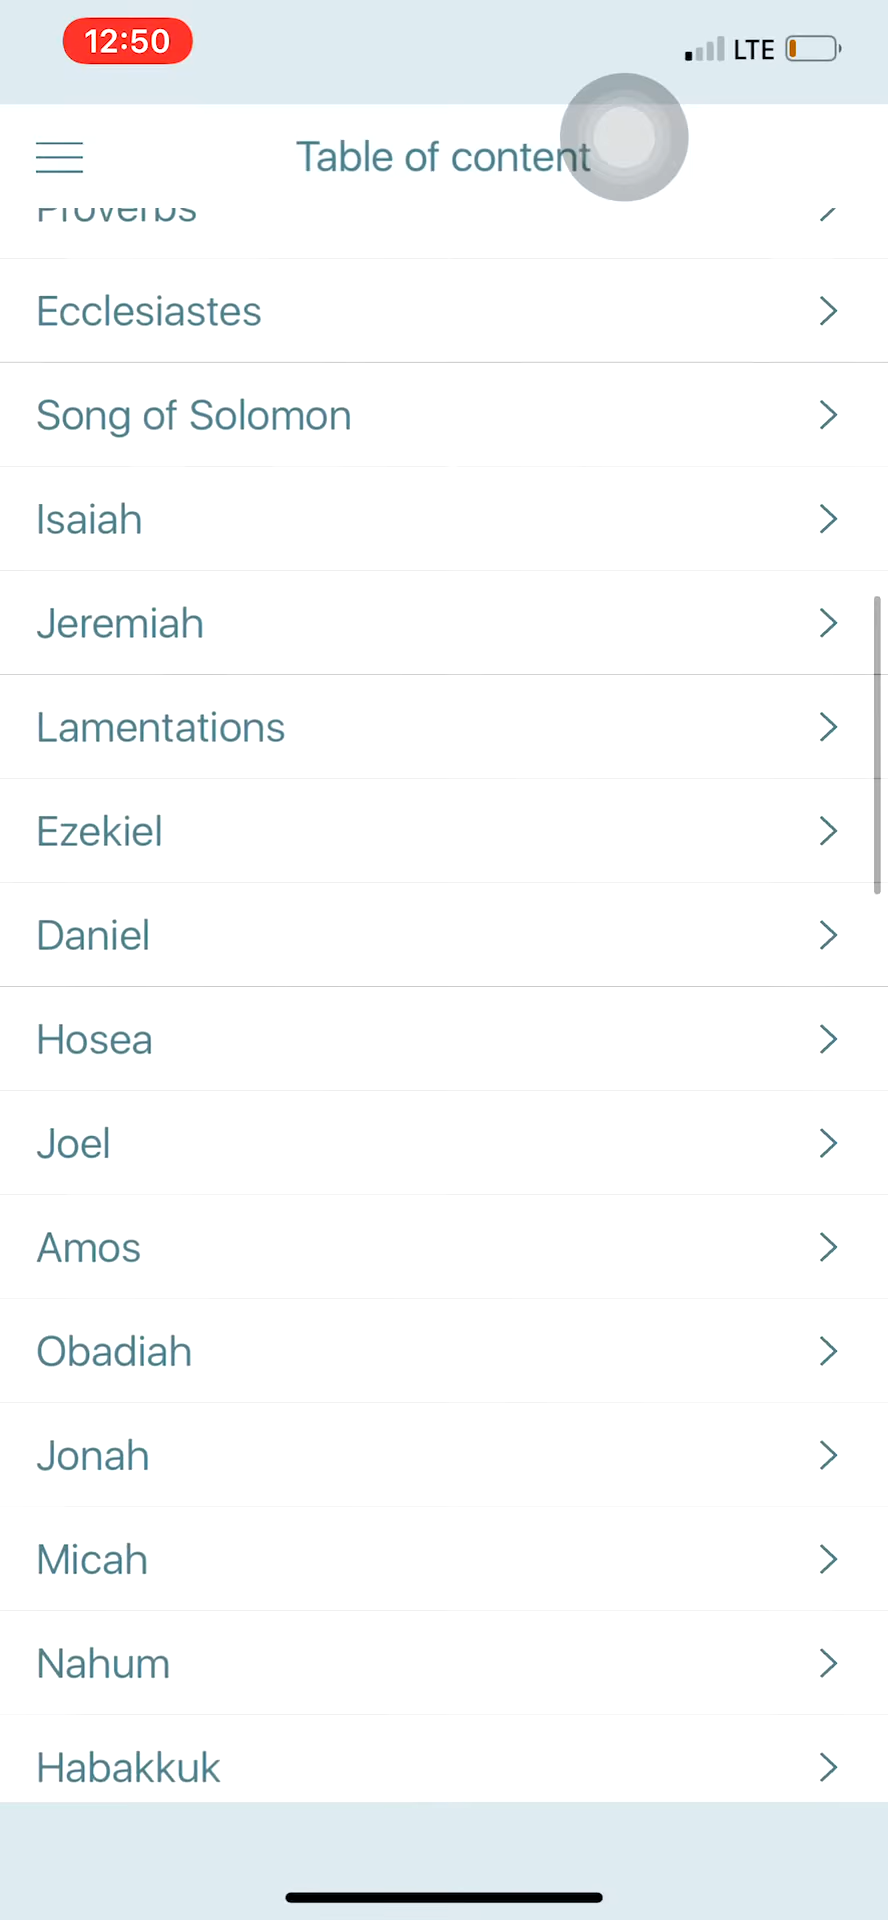 12:50
LTE
Table of content
Proverbs
Ecclesiastes
Song of Solomon
Isaiah
Jeremiah
Lamentations
Ezekiel
Daniel
Hosea
Joel
Amos
Obadiah
Jonah
Micah
Nahum
Habakkuk